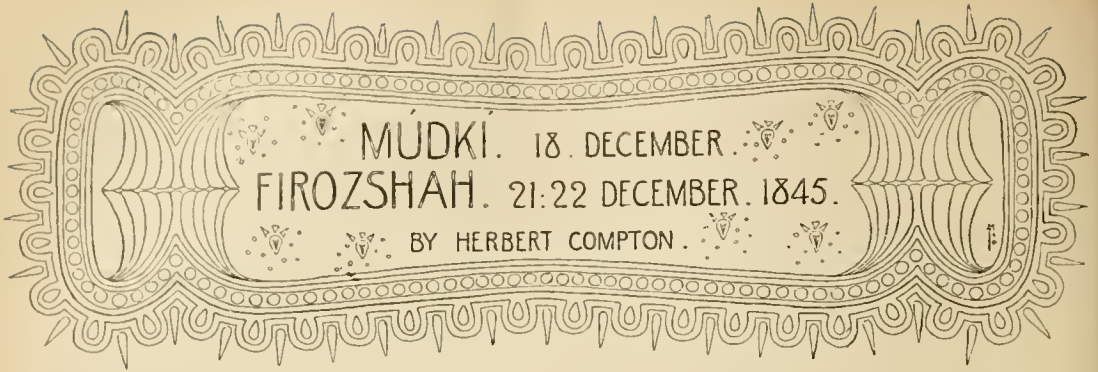 MÚDKÍ. 18. DECEMBER.
FIROZSHAH. 21:22 DECEMBER. 1845.
BY HERBERT COMPTON.